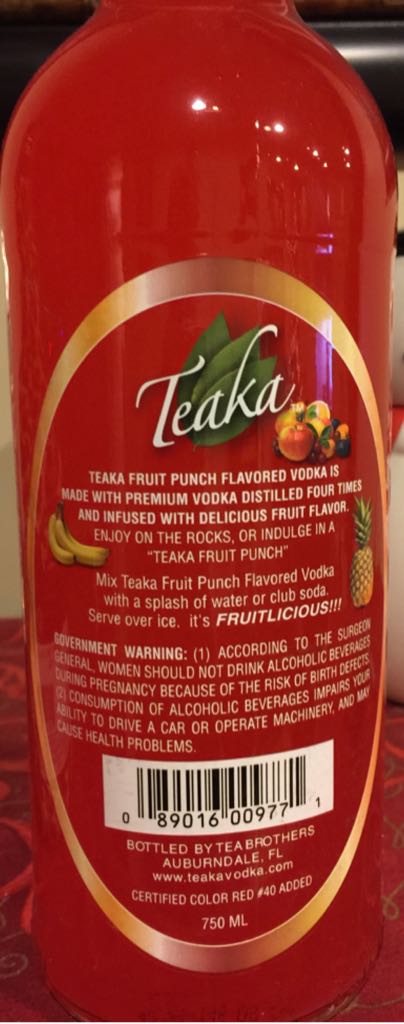 Teaka
TEAKA FRUIT PUNCH FLAVORED VODKA IS
MADE WITH PREMIUM VODKA DISTILLED FOUR TIMES
AND INFUSED WITH DELICIOUS FRUIT FLAVOR.
ENJOY ON THE ROCKS, OR INDULGE IN A
"TEAKA FRUIT PUNCH"
Mix Teaka Fruit Punch Flavored Vodka
with a splash of water or club soda.
Serve over ice. it's FRUITLICIOUS!!!
GOVERNMENT WARNING: (1) ACCORDING TO THE SURGEON
GENERAL, WOMEN SHOULD NOT DRINK ALCOHOLIC BEVERAGES
DURING PREGNANCY BECAUSE OF THE RISK OF BIRTH DEFECTS.
(2) CONSUMPTION OF ALCOHOLIC BEVERAGES IMPAIRS YOUR
ABILITY TO DRIVE A CAR OR OPERATE MACHINERY, AND MAY
CAUSE HEALTH PROBLEMS.
0 89016 00977 1
BOTTLED BY TEA BROTHERS
AUBURNDALE, FL
www.teakavodka.com
CERTIFIED COLOR RED #40 ADDED
750 ML